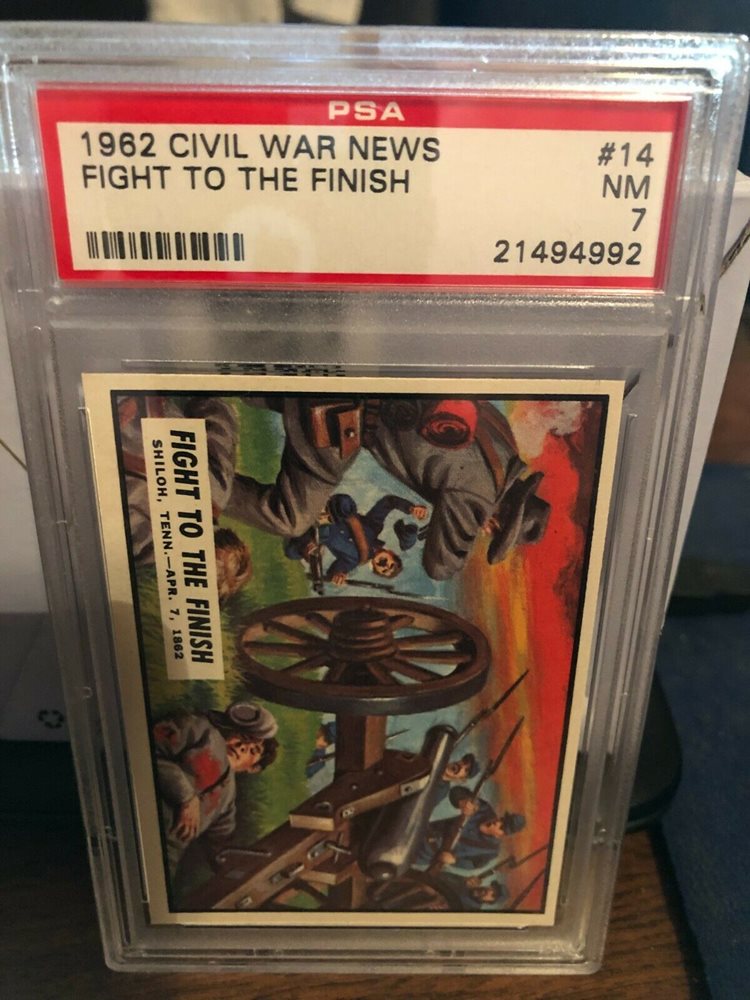 PSA
1962 CIVIL WAR NEWS #14
FIGHT TO THE FINISH NM
7
21494992
FIGHT TO THE FINISH
SHILOH, TENN.—APR. 7, 1862